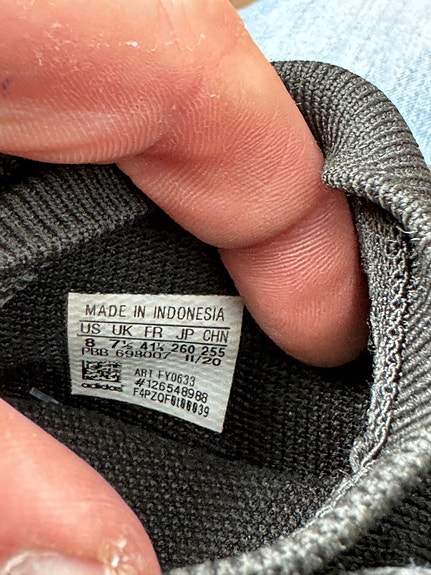 MADE IN INDONESIA
US UK FR JP CHN
8 7½ 41⅓ 260 255
PBB 698007 11/20
ART FY0633
#126548988
adidas